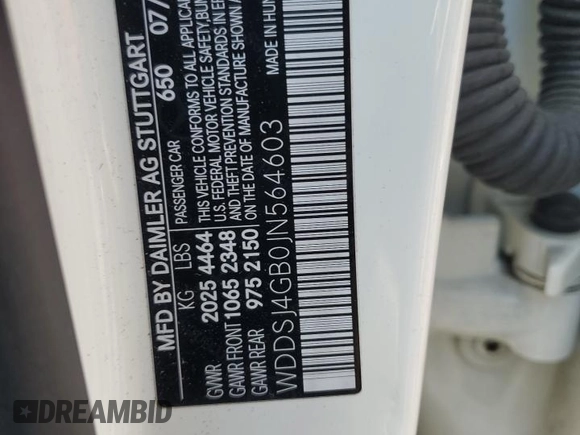 MFD BY DAIMLER AG STUTTGART
650 07/
PASSENGER CAR
KG LBS
GVWR 2025 4464
GAWR FRONT 1065 2348
GAWR REAR 975 2150
THIS VEHICLE CONFORMS TO ALL
U.S. FEDERAL MOTOR VEHICLE SAFETY,
AND THEFT PREVENTION STANDARDS IN
ON THE DATE OF MANUFACTURE SHOWN
MADE IN
WDDSJ4GB0JN564603
DREAMBID